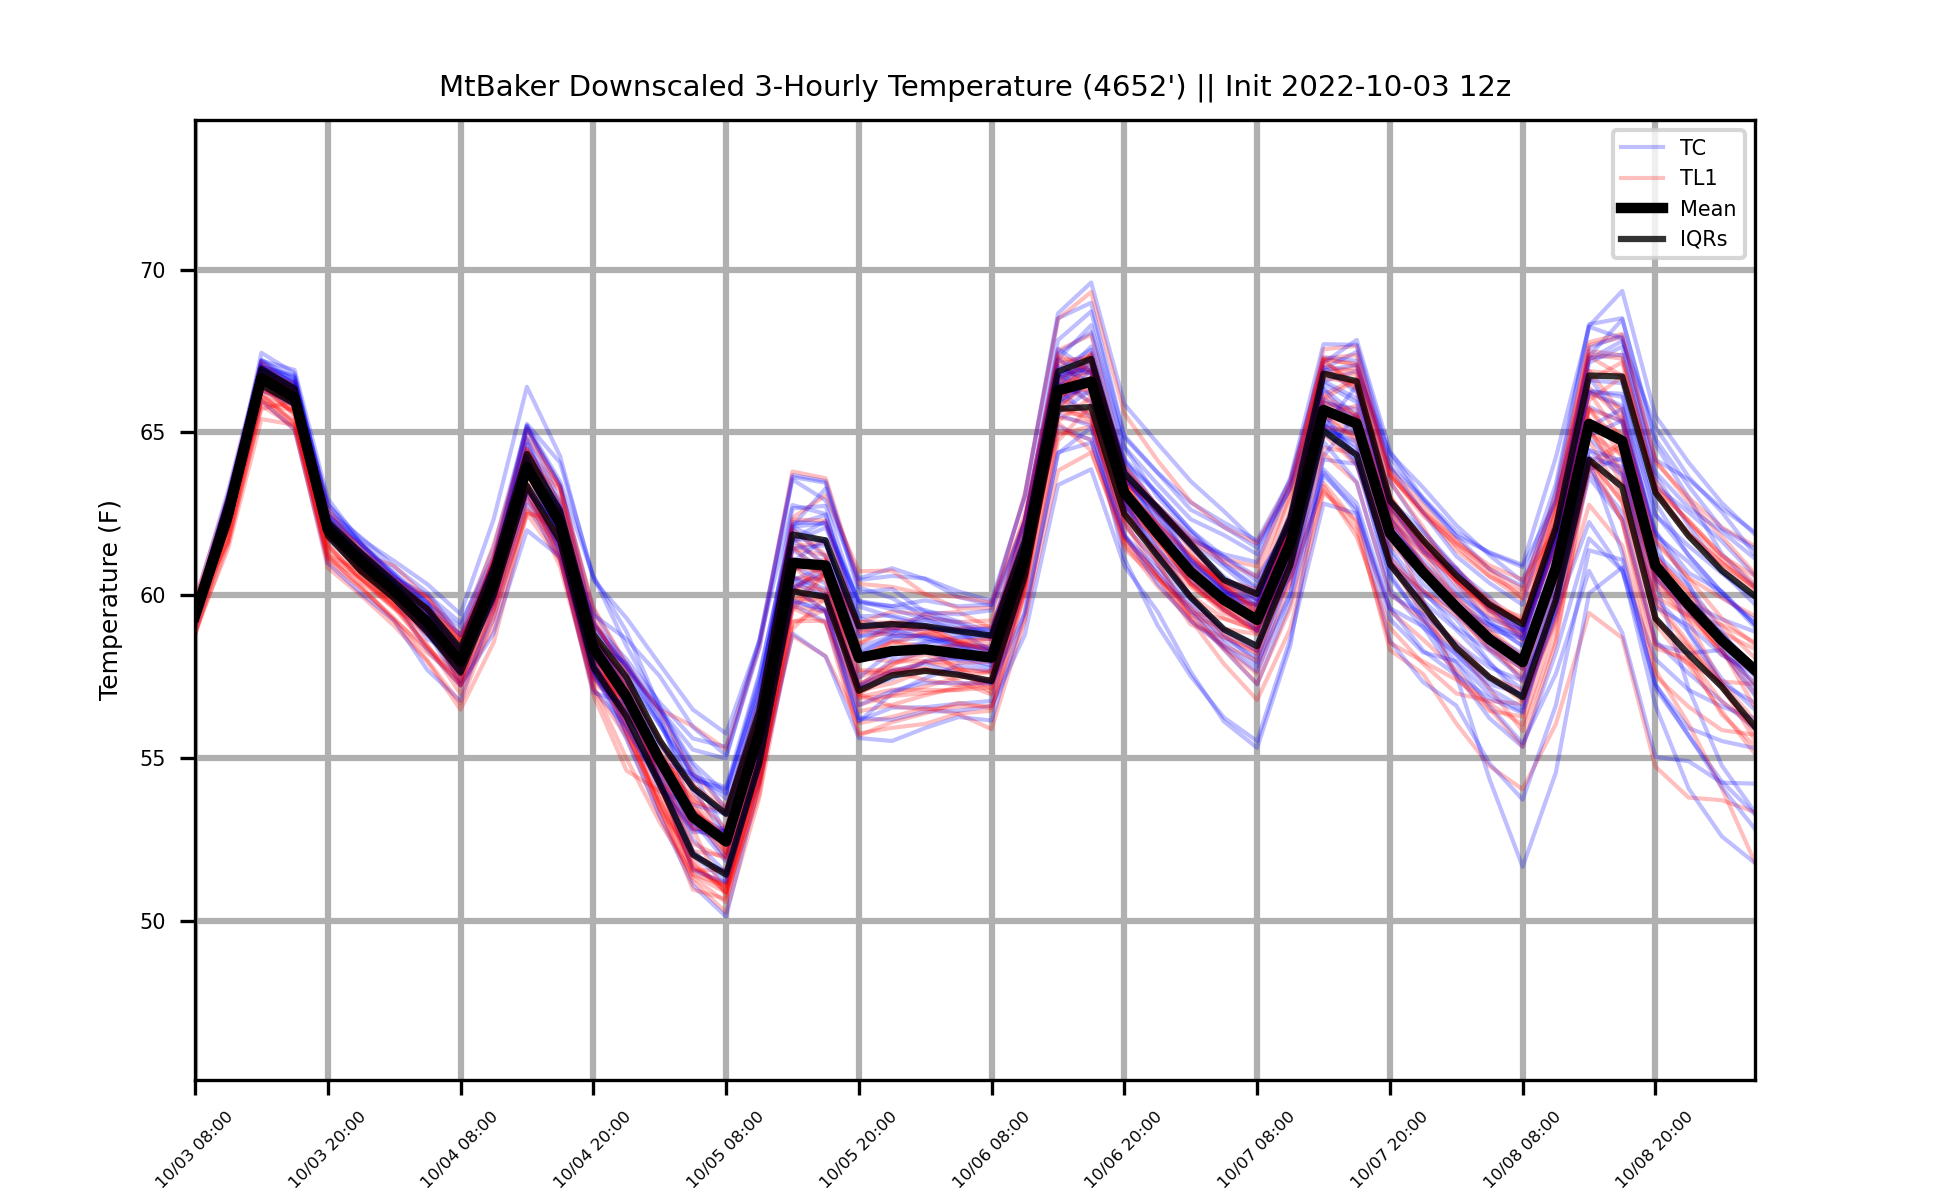 MtBaker Downscaled 3-Hourly Temperature (4652') || Init 2022-10-03 12z
TC
TL1
Mean
IQRs
Temperature (F)
70
65
60
55
50
10/03 08:00
10/03 20:00
10/04 08:00
10/04 20:00
10/05 08:00
10/05 20:00
10/06 08:00
10/06 20:00
10/07 08:00
10/07 20:00
10/08 08:00
10/08 20:00